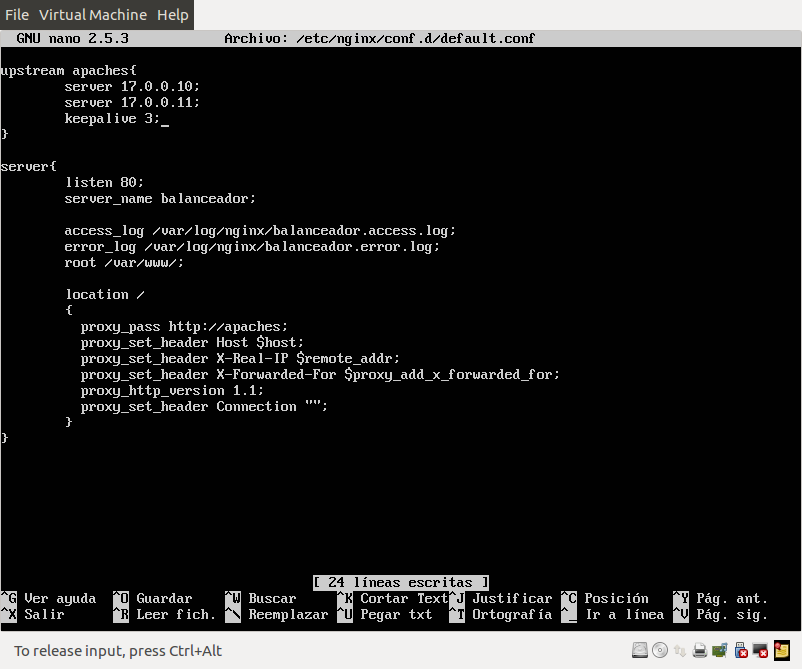 File Virtual Machine Help
GNU nano 2.5.3 Archivo: /etc/nginx/conf.d/default.conf
upstream apaches{
server 17.0.0.10;
server 17.0.0.11;
keepalive 3;_
}
server{
listen 80;
server_name balanceador;
access_log /var/log/nginx/balanceador.access.log;
error_log /var/log/nginx/balanceador.error.log;
root /var/www/;
location /
{
proxy_pass http://apaches;
proxy_set_header Host $host;
proxy_set_header X-Real-IP $remote_addr;
proxy_set_header X-Forwarded-For $proxy_add_x_forwarded_for;
proxy_http_version 1.1;
proxy_set_header Connection "";
}
}
[ 24 líneas escritas ]
^G Ver ayuda ^O Guardar ^W Buscar ^K Cortar Text ^J Justificar ^C Posición ^Y Pág. ant.
^X Salir ^R Leer fich. ^\ Reemplazar ^U Pegar txt ^T Ortografía ^_ Ir a línea ^V Pág. sig.
To release input, press Ctrl+Alt